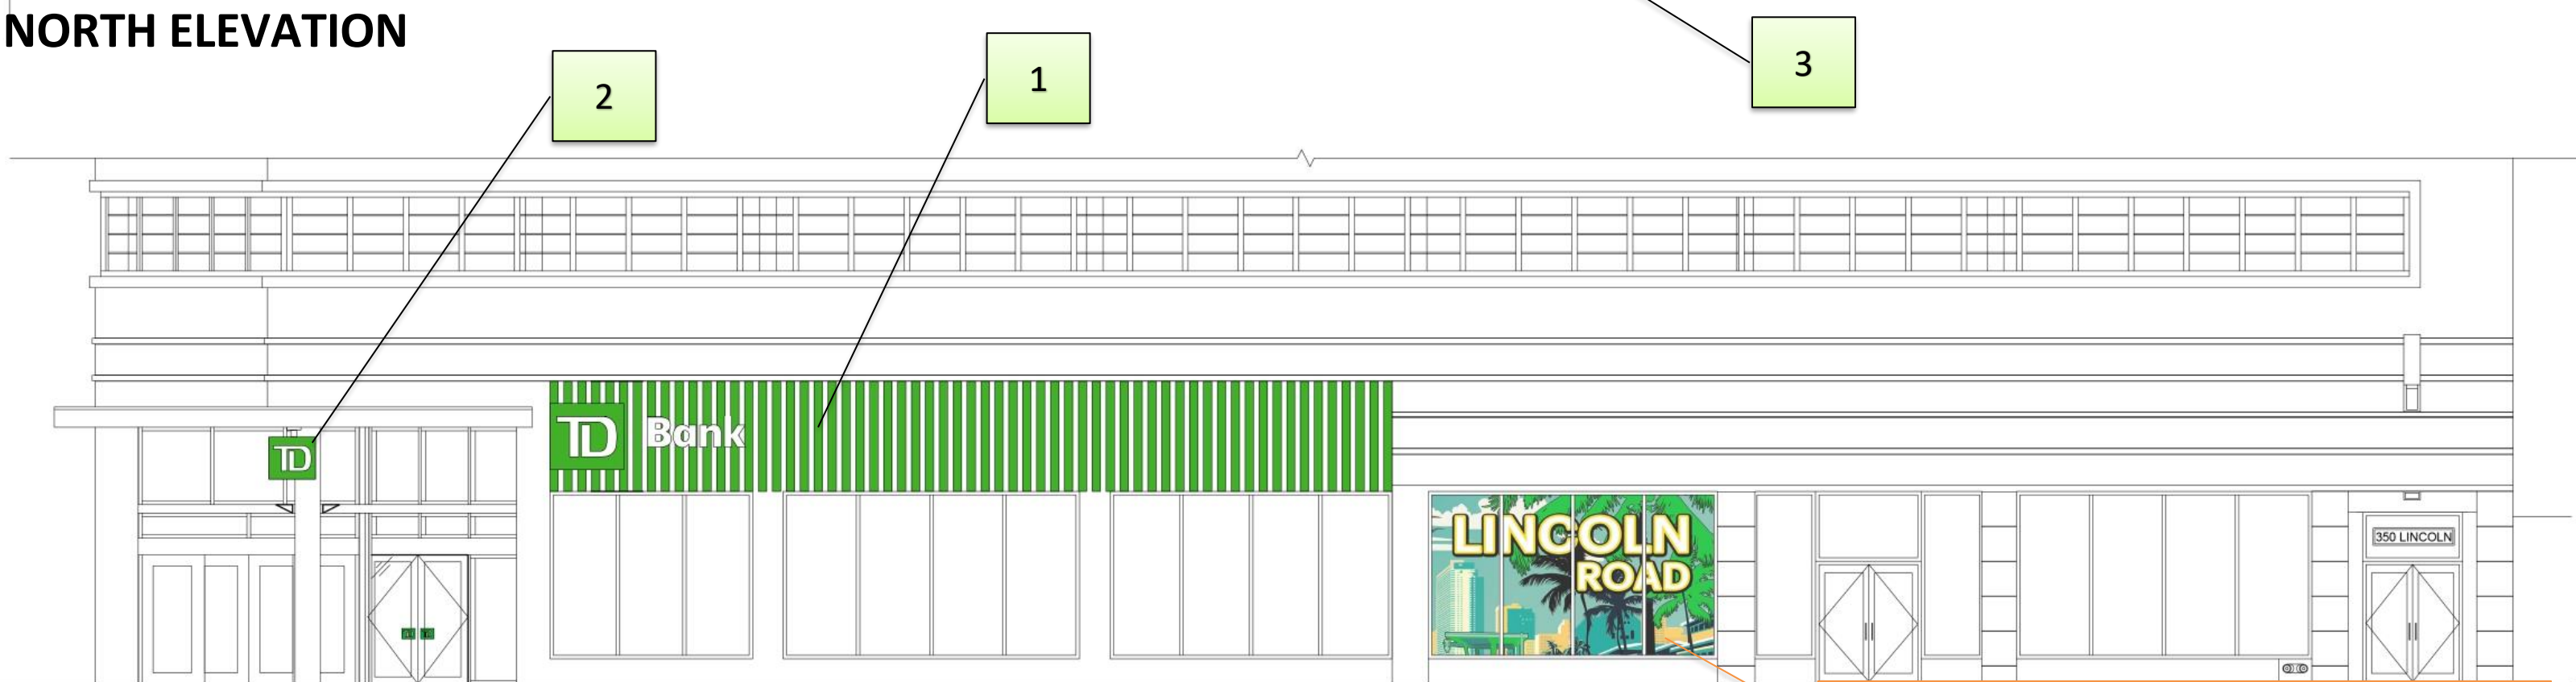 NORTH ELEVATION
2
1
3
TD Bank
TD
LINCOLN
ROAD
350 LINCOLN